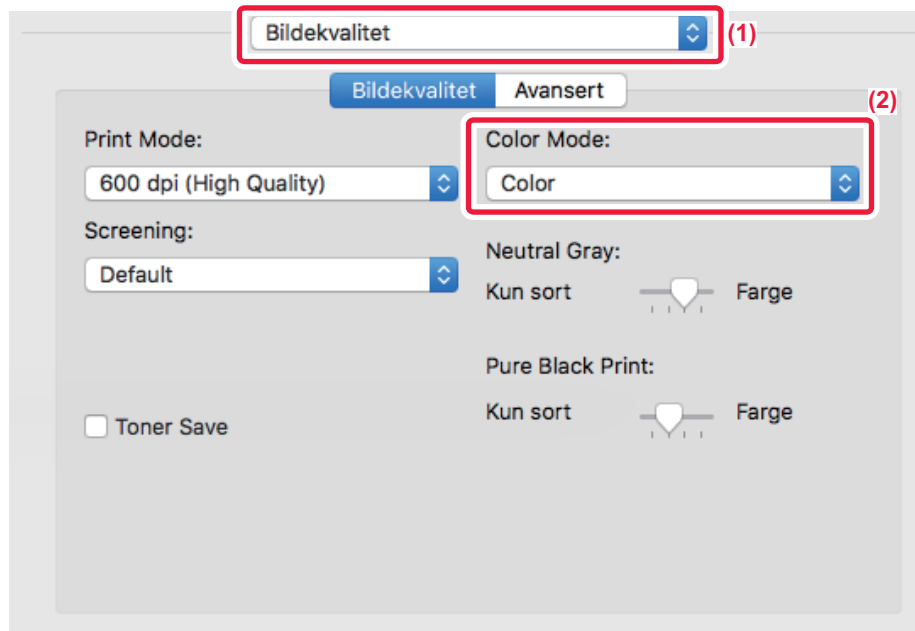 Bildekvalitet
(1)
Bildekvalitet Avansert
(2)
Print Mode:
600 dpi (High Quality)
Screening:
Default
Toner Save
Color Mode:
Color
Neutral Gray:
Kun sort Farge
Pure Black Print:
Kun sort Farge